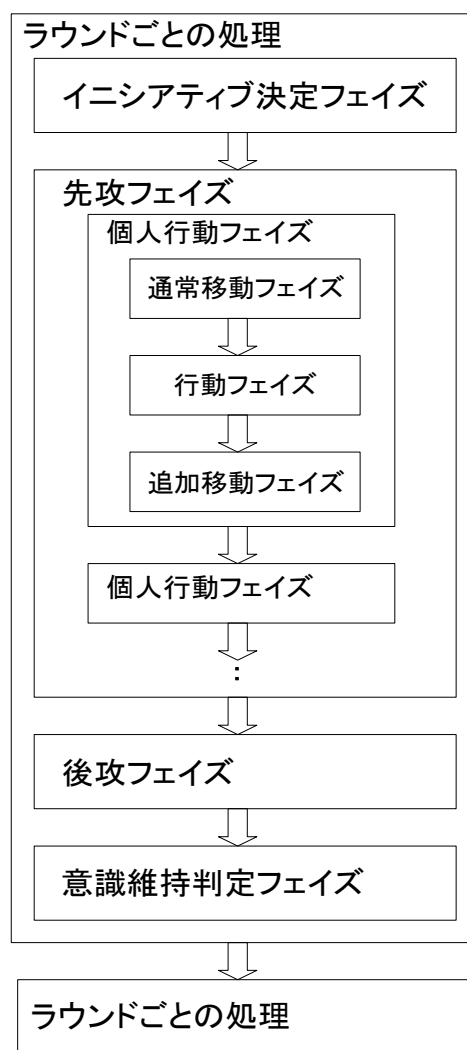 ラウンドごとの処理
イニシアティブ決定フェイズ
先攻フェイズ
個人行動フェイズ
通常移動フェイズ
行動フェイズ
追加移動フェイズ
個人行動フェイズ
：
後攻フェイズ
意識維持判定フェイズ
ラウンドごとの処理